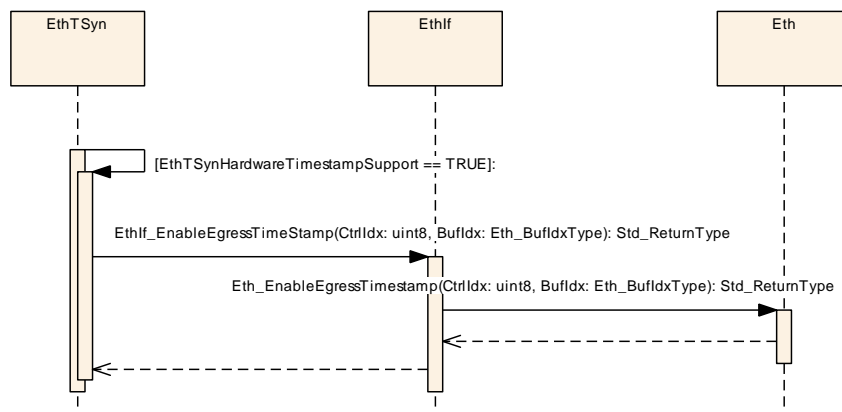 EthTSyn EthIf Eth
[EthTSynHardwareTimestampSupport == TRUE]:
EthIf_EnableEgressTimeStamp(CtrlIdx: uint8, BufIdx: Eth_BufIdxType): Std_ReturnType
Eth_EnableEgressTimestamp(CtrlIdx: uint8, BufIdx: Eth_BufIdxType): Std_ReturnType